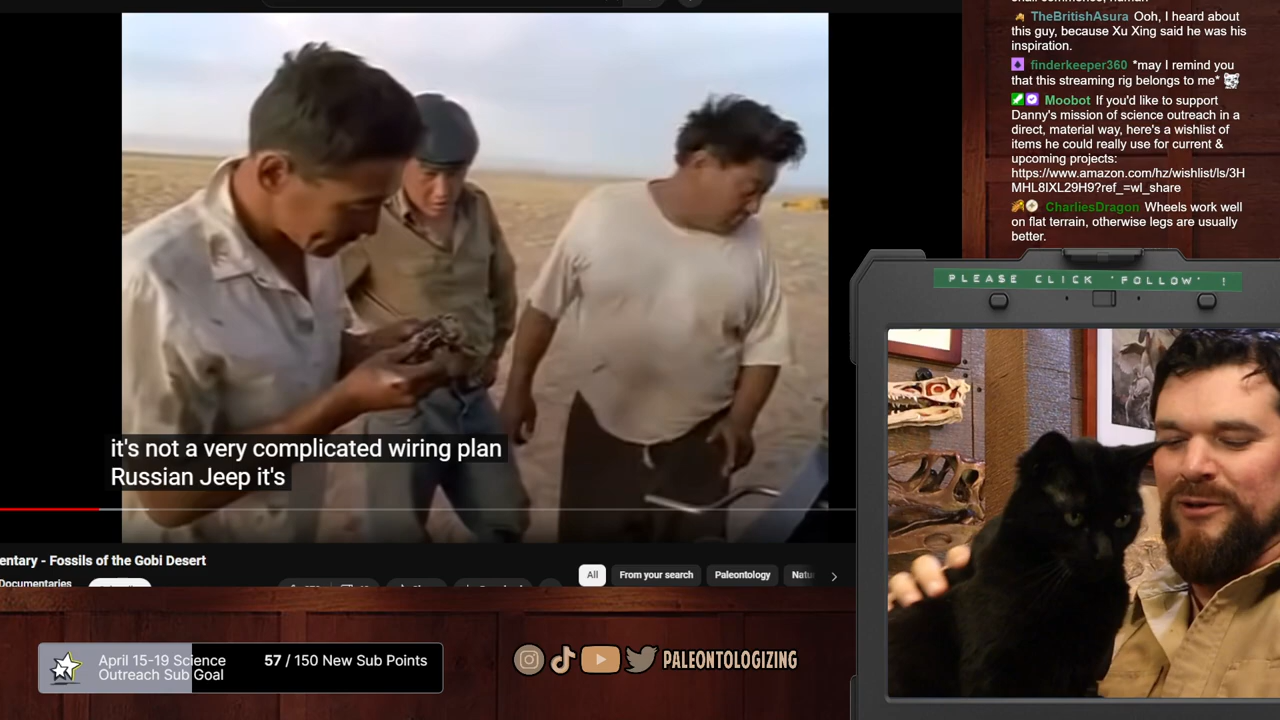 it's not a very complicated wiring plan
Russian Jeep it's
entary - Fossils of the Gobi Desert
Documentaries
All
From your search
Paleontology
Natu
April 15-19 Science
Outreach Sub Goal
57 / 150 New Sub Points
PALEONTOLOGIZING
TheBritishAsura Ooh, I heard about
this guy, because Xu Xing said he was his
inspiration.
finderkeeper360 *may I remind you
that this streaming rig belongs to me*
Moobot If you'd like to support
Danny's mission of science outreach in a
direct, material way, here's a wishlist of
items he could really use for current &
upcoming projects:
https://www.amazon.com/hz/wishlist/ls/3H
MHL8IXL29H9?ref_=wl_share
CharliesDragon Wheels work well
on flat terrain, otherwise legs are usually
better.
PLEASE CLICK "FOLLOW" !